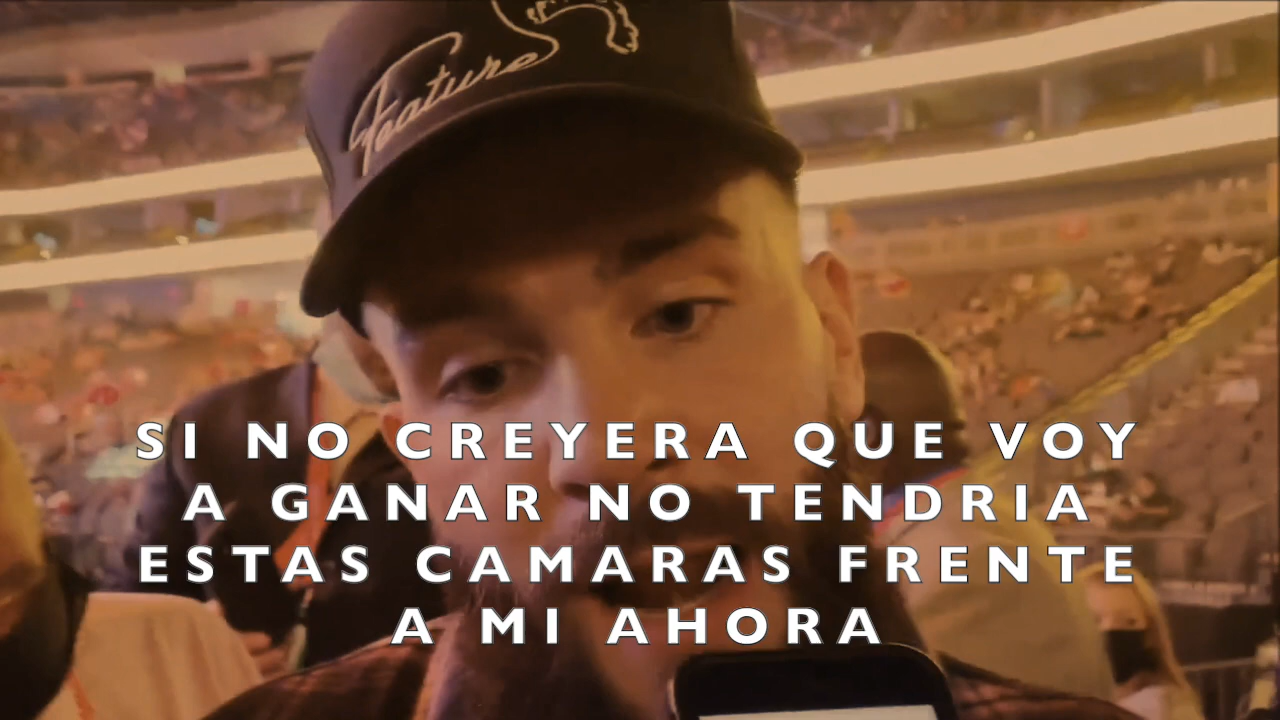 Feature
SI NO CREYERA QUE VOY
A GANAR NO TENDRIA
ESTAS CAMARAS FRENTE
A MI AHORA